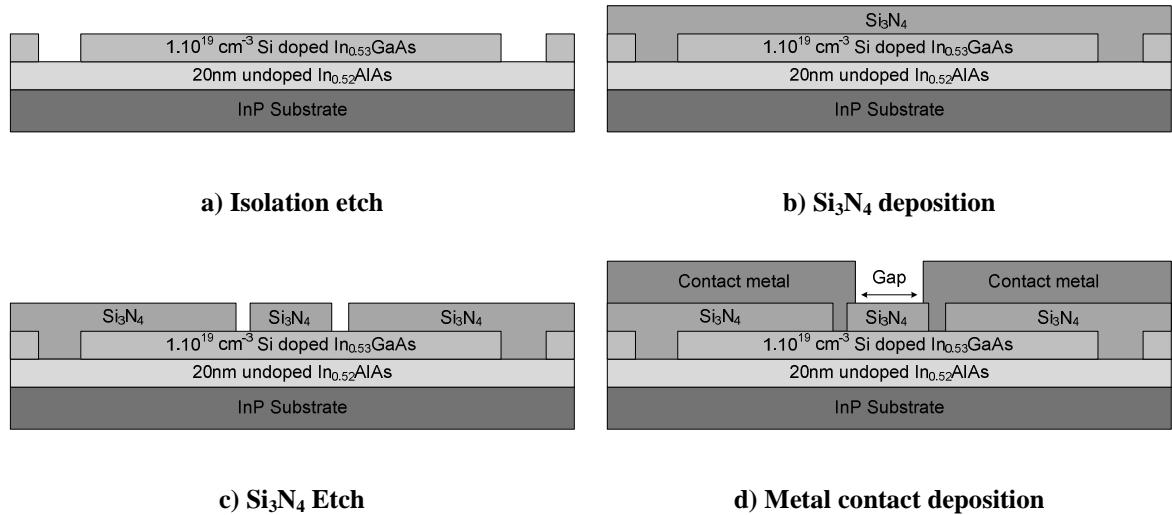 1.10¹⁹ cm⁻³ Si doped In₀.₅₃GaAs
20nm undoped In₀.₅₂AlAs
InP Substrate
a) Isolation etch
Si₃N₄
1.10¹⁹ cm⁻³ Si doped In₀.₅₃GaAs
20nm undoped In₀.₅₂AlAs
InP Substrate
b) Si₃N₄ deposition
Si₃N₄ Si₃N₄ Si₃N₄
1.10¹⁹ cm⁻³ Si doped In₀.₅₃GaAs
20nm undoped In₀.₅₂AlAs
InP Substrate
c) Si₃N₄ Etch
Contact metal Gap Contact metal
Si₃N₄ Si₃N₄ Si₃N₄
1.10¹⁹ cm⁻³ Si doped In₀.₅₃GaAs
20nm undoped In₀.₅₂AlAs
InP Substrate
d) Metal contact deposition